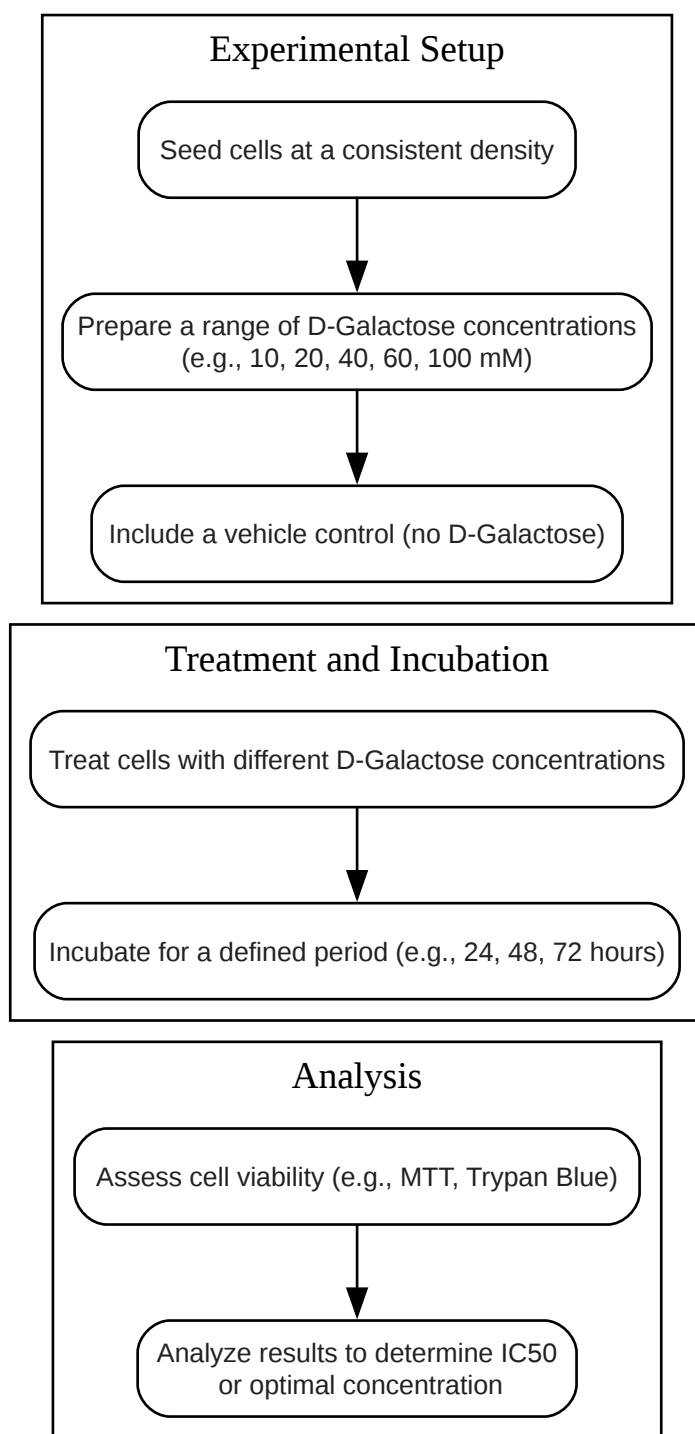 Experimental Setup
Seed cells at a consistent density
Prepare a range of D-Galactose concentrations
(e.g., 10, 20, 40, 60, 100 mM)
Include a vehicle control (no D-Galactose)
Treatment and Incubation
Treat cells with different D-Galactose concentrations
Incubate for a defined period (e.g., 24, 48, 72 hours)
Analysis
Assess cell viability (e.g., MTT, Trypan Blue)
Analyze results to determine IC50
or optimal concentration